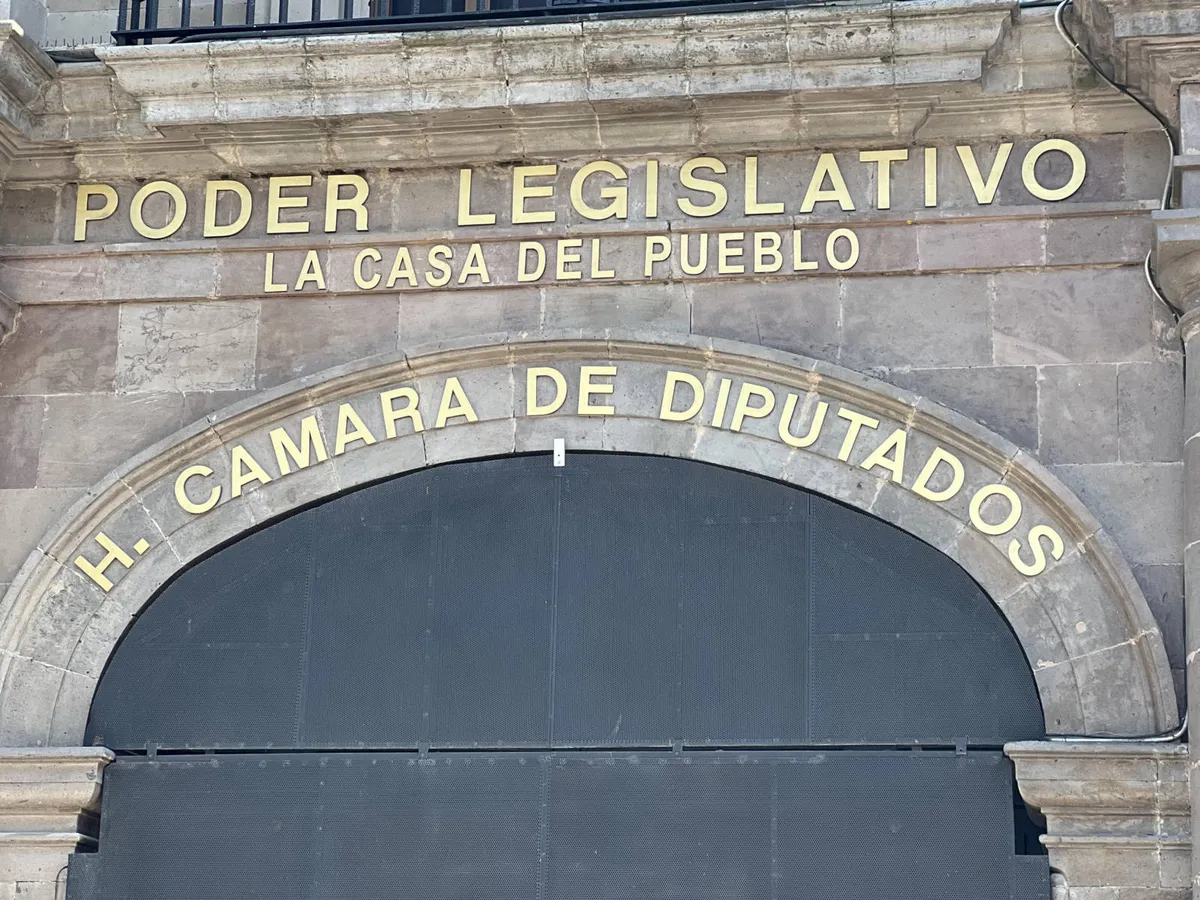 PODER LEGISLATIVO
LA CASA DEL PUEBLO
H. CAMARA DE DIPUTADOS